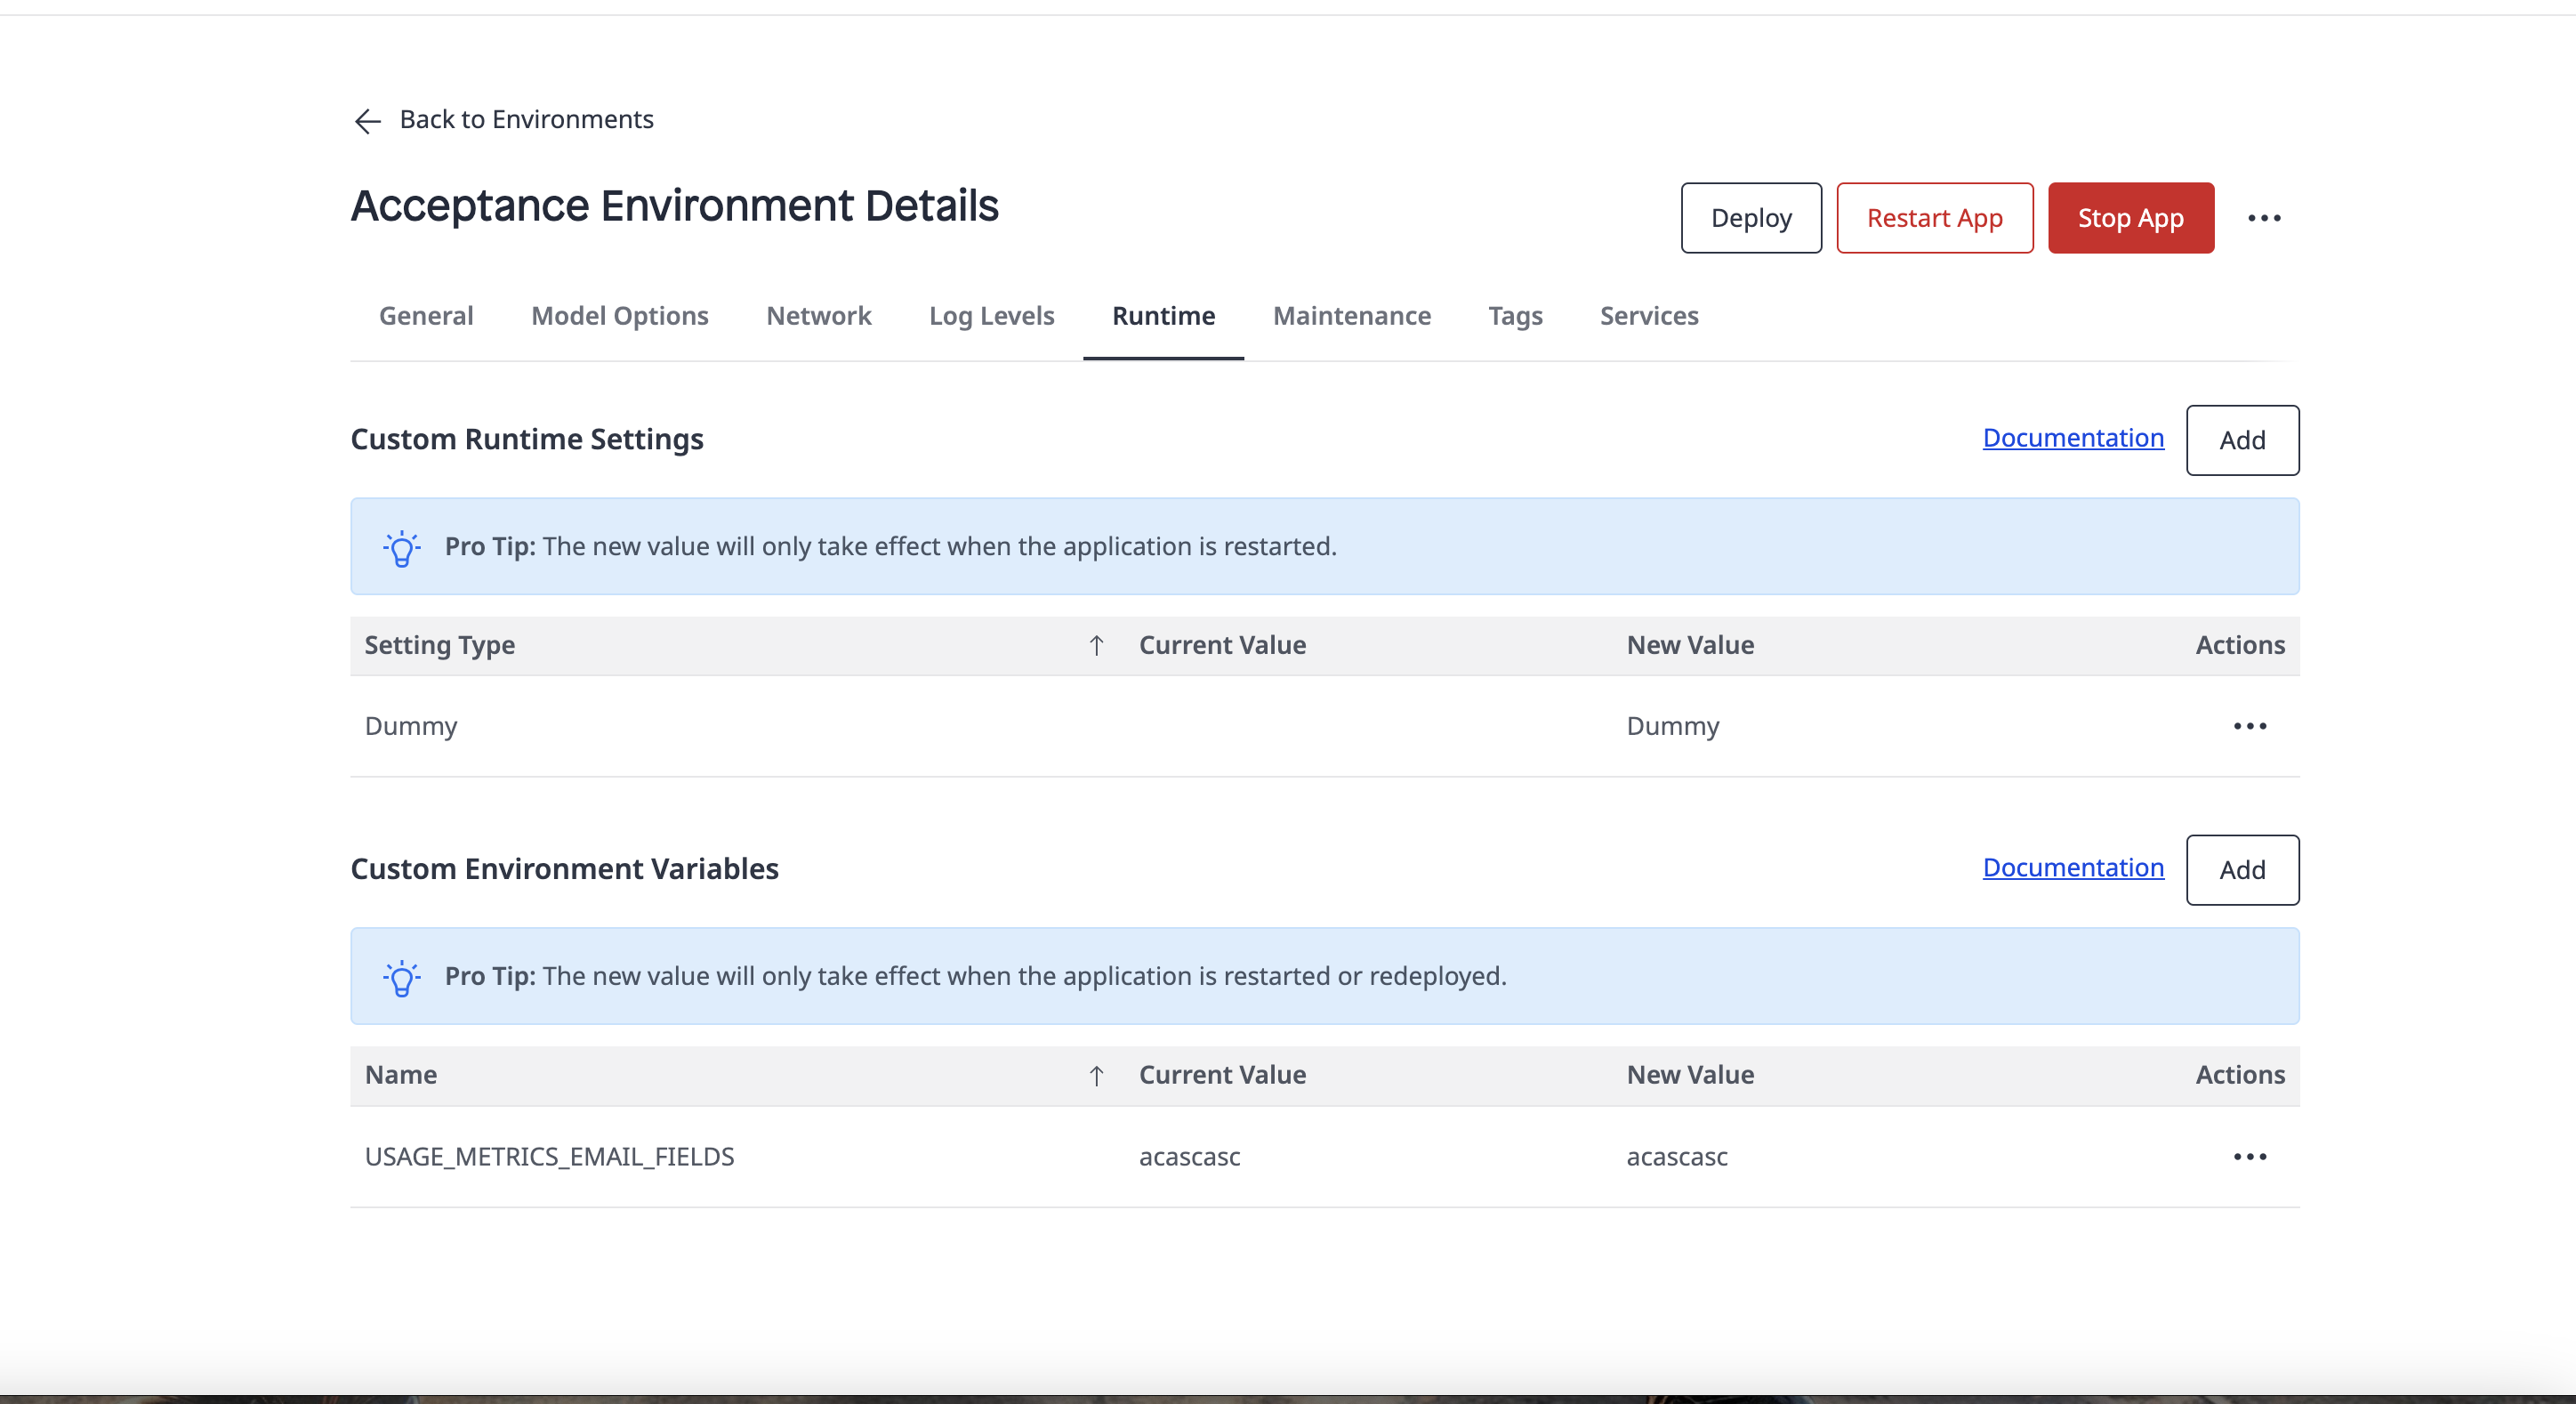 Back to Environments
Acceptance Environment Details
Deploy Restart App Stop App
General Model Options Network Log Levels Runtime Maintenance Tags Services
Custom Runtime Settings Documentation Add
Pro Tip: The new value will only take effect when the application is restarted.
Setting Type Current Value New Value Actions
Dummy Dummy
Custom Environment Variables Documentation Add
Pro Tip: The new value will only take effect when the application is restarted or redeployed.
Name Current Value New Value Actions
USAGE_METRICS_EMAIL_FIELDS acascasc acascasc